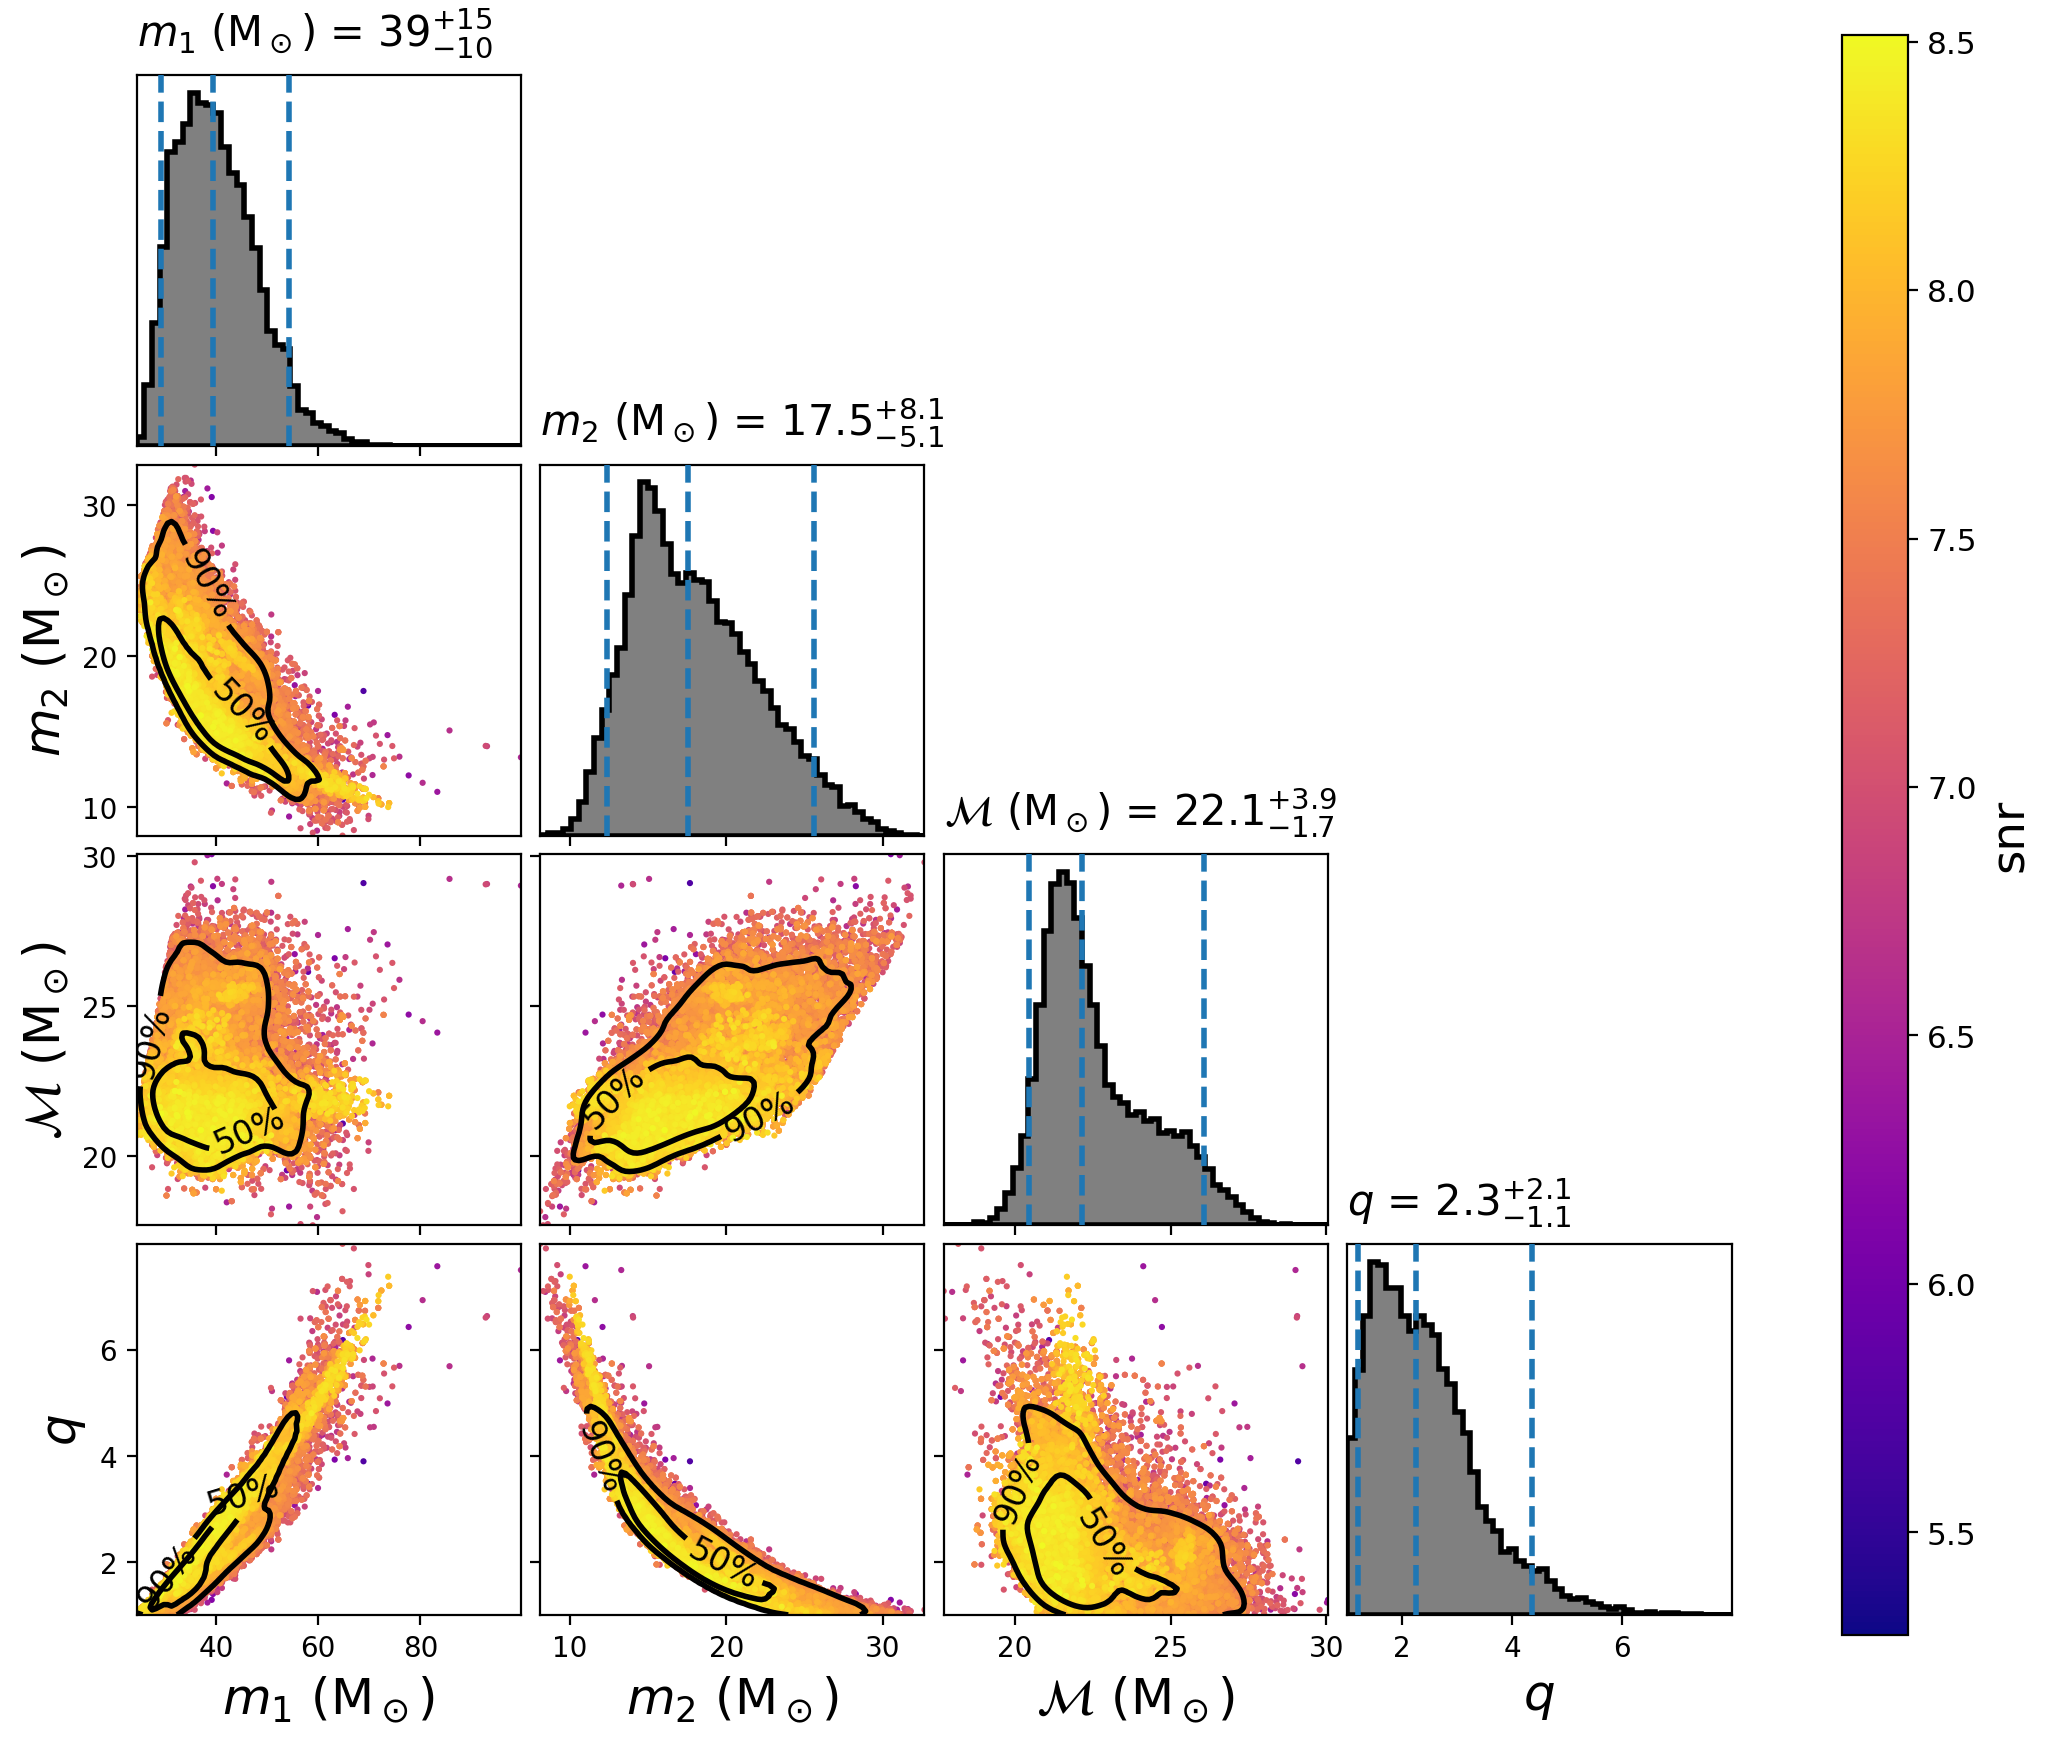 m₁ (M⊙) = 39⁺¹⁵₋₁₀
8.5
8.0
7.5
7.0
6.5
6.0
5.5
snr
m₂ (M⊙) = 17.5⁺⁸·¹₋₅.₁
30
20
10
m₂ (M⊙)
90%
50%
ℳ (M⊙) = 22.1⁺³·⁹₋₁.₇
30
25
20
ℳ (M⊙)
90%
50%
50%
90%
q = 2.3⁺²·¹₋₁.₁
6
4
2
q
50%
90%
90%
50%
90%
50%
40 60 80
10 20 30
20 25 30
2 4 6
m₁ (M⊙)
m₂ (M⊙)
ℳ (M⊙)
q